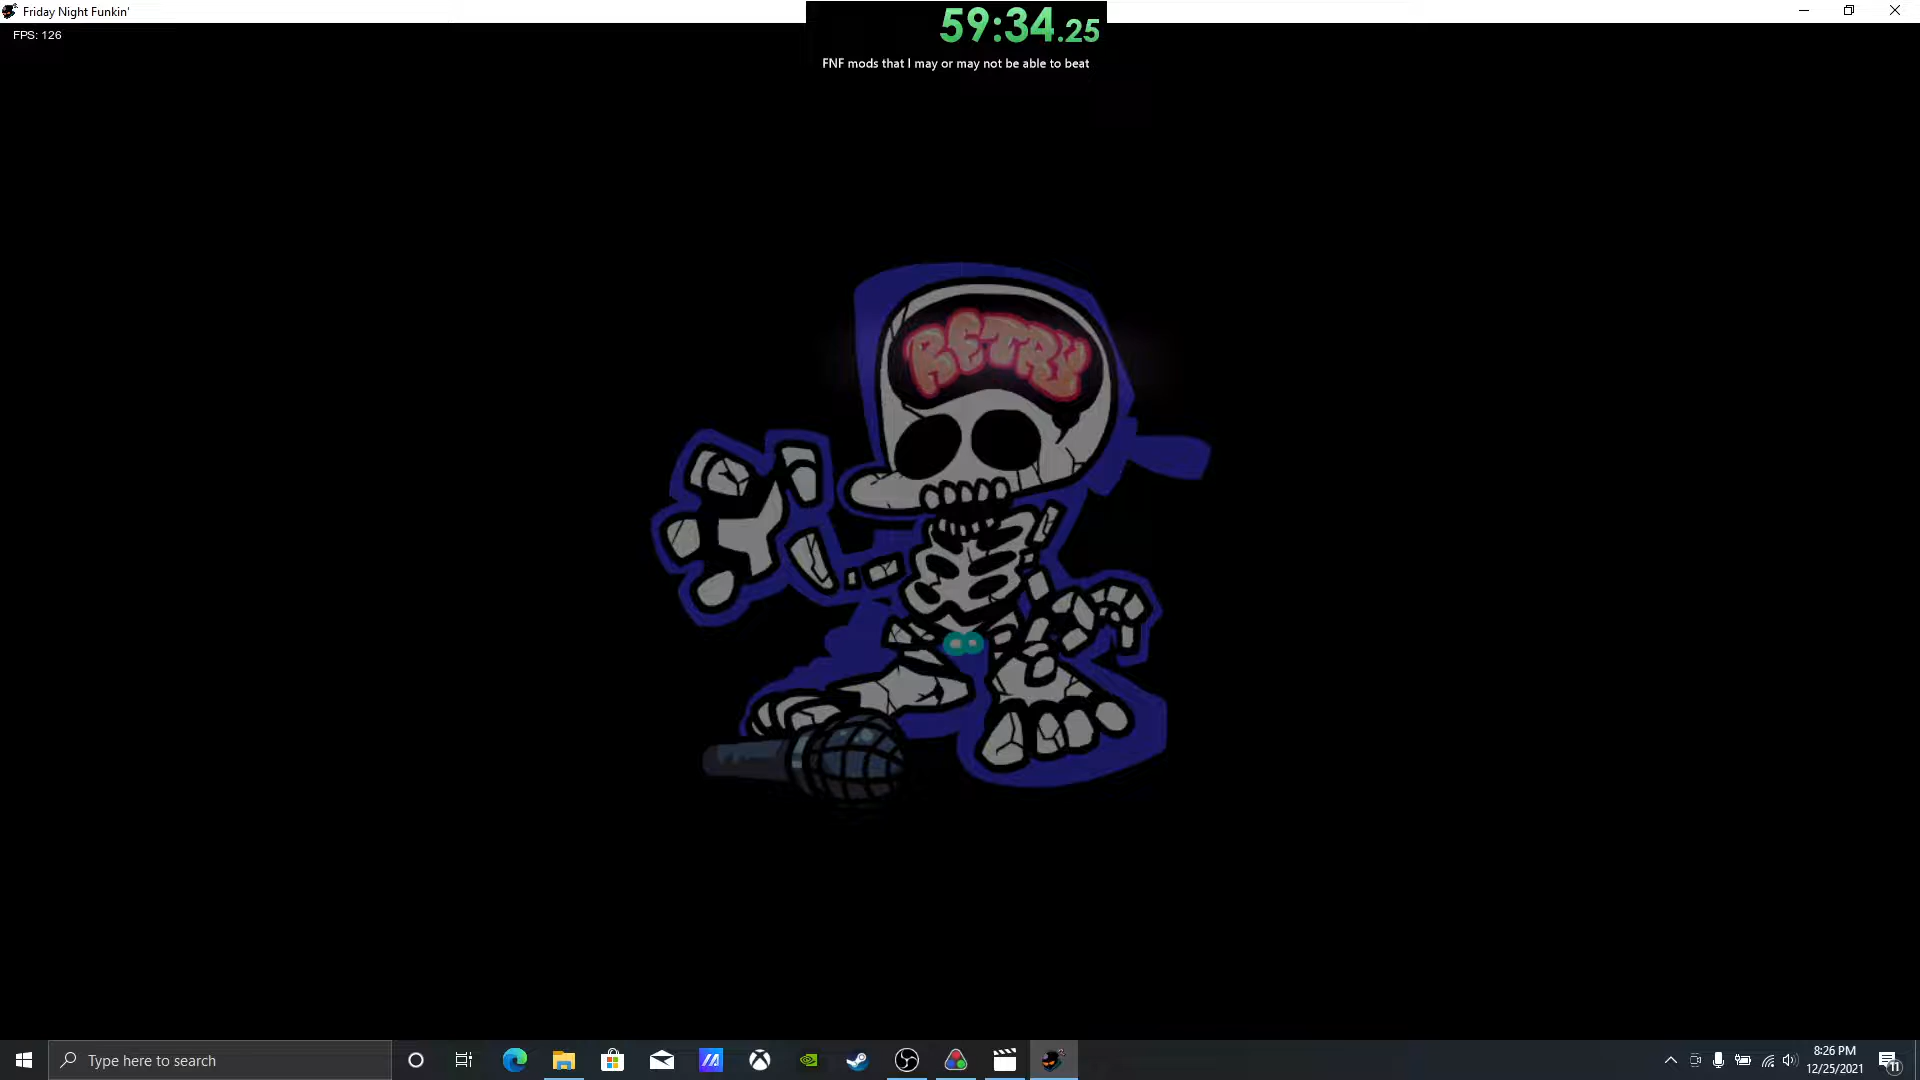 Friday Night Funkin'
59:34.25
FPS: 126
FNF mods that I may or may not be able to beat
RETRY
Type here to search
8:26 PM
12/25/2021
11